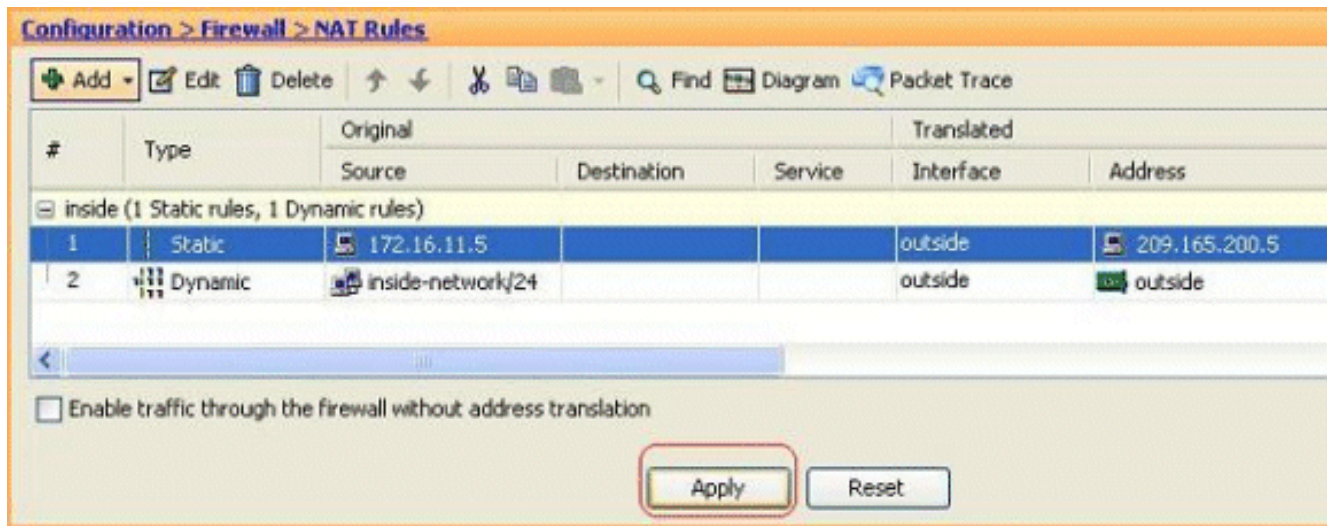 Configuration > Firewall > NAT Rules
Add Edit Delete Find Diagram Packet Trace
# Type Original Translated
Source Destination Service Interface Address
inside (1 Static rules, 1 Dynamic rules)
1 Static 172.16.11.5 outside 209.165.200.5
2 Dynamic inside-network/24 outside outside
Enable traffic through the firewall without address translation
Apply Reset